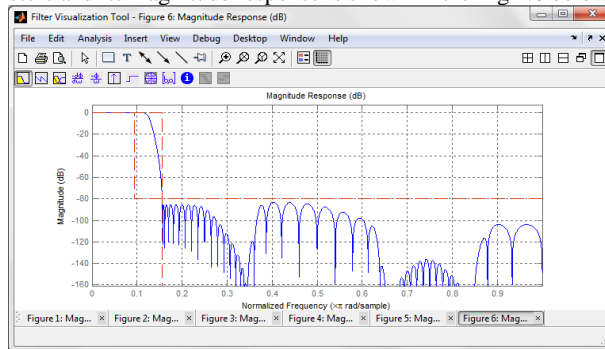 Filter Visualization Tool - Figure 6: Magnitude Response (dB)
File Edit Analysis Insert View Debug Desktop Window Help
Magnitude Response (dB)
0
-20
-40
-60
-80
-100
-120
-140
-160
Magnitude (dB)
0 0.1 0.2 0.3 0.4 0.5 0.6 0.7 0.8 0.9
Normalized Frequency (×π rad/sample)
Figure 1: Mag... Figure 2: Mag... Figure 3: Mag... Figure 4: Mag... Figure 5: Mag... Figure 6: Mag...